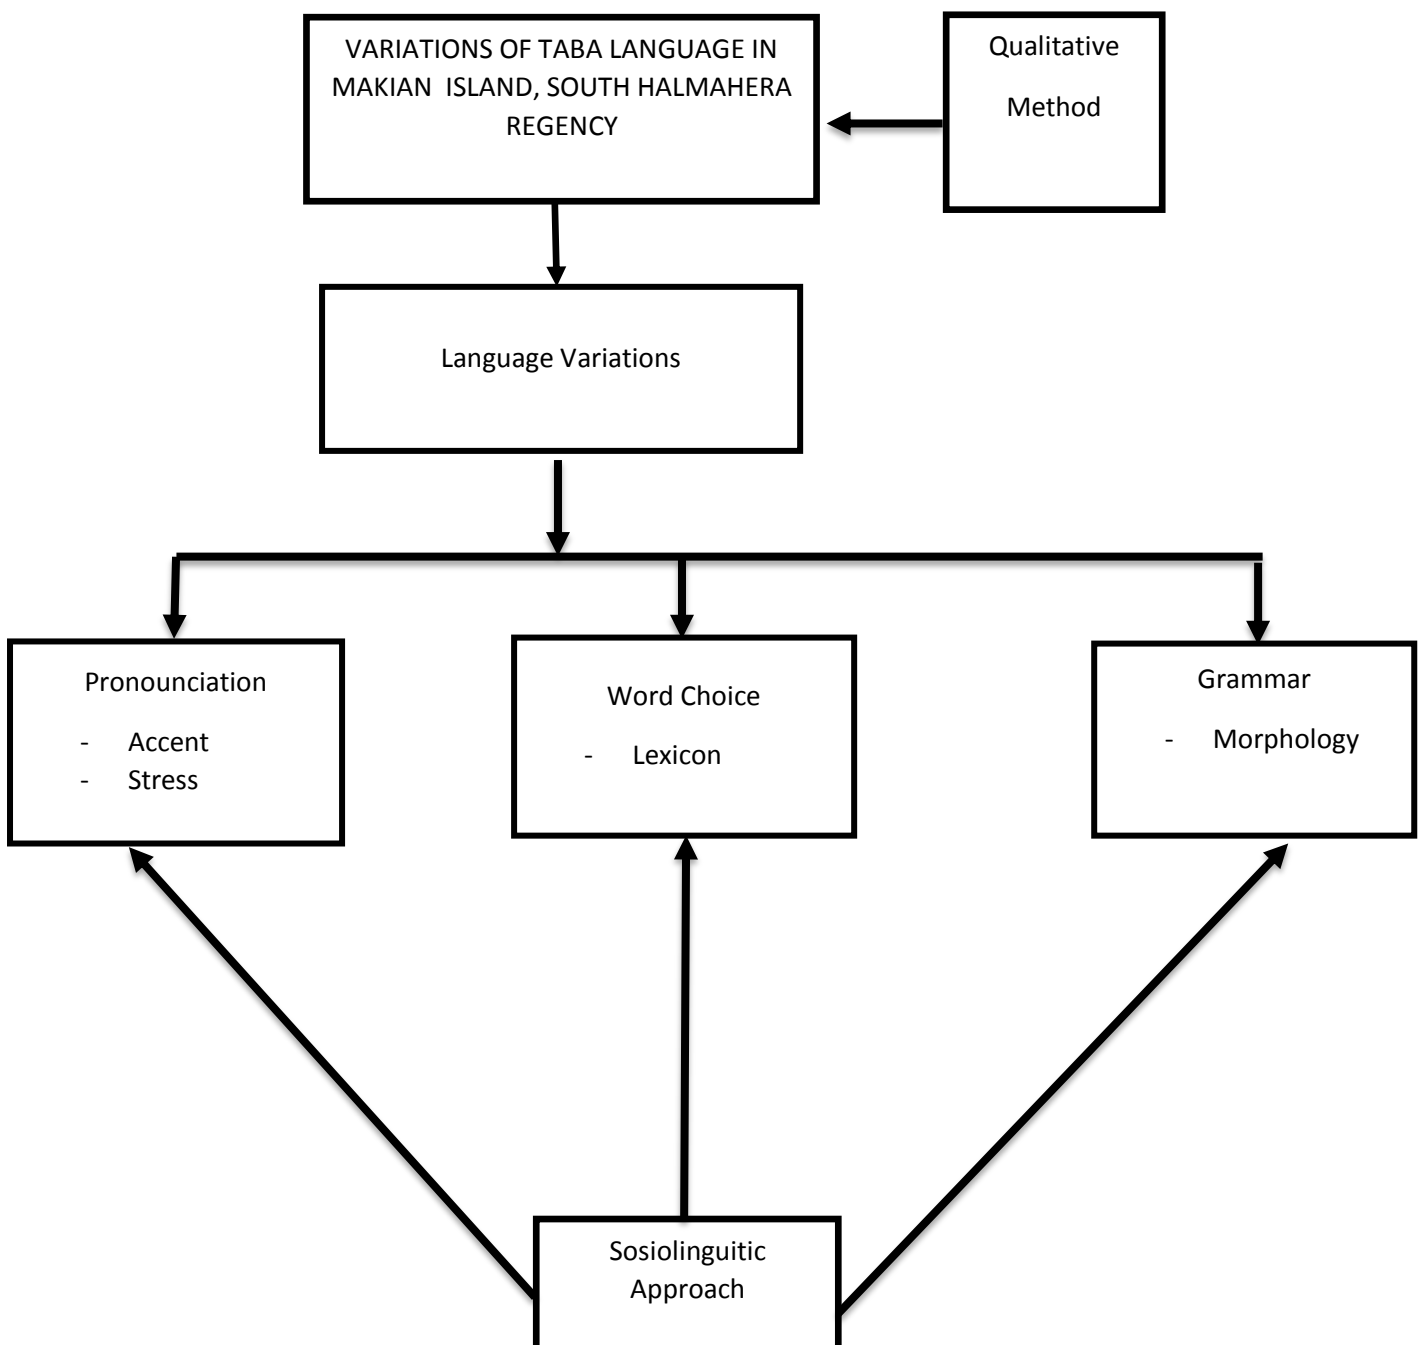 VARIATIONS OF TABA LANGUAGE IN
MAKIAN ISLAND, SOUTH HALMAHERA
REGENCY
Qualitative
Method
Language Variations
Pronounciation
- Accent
- Stress
Word Choice
- Lexicon
Grammar
- Morphology
Sosiolinguitic
Approach